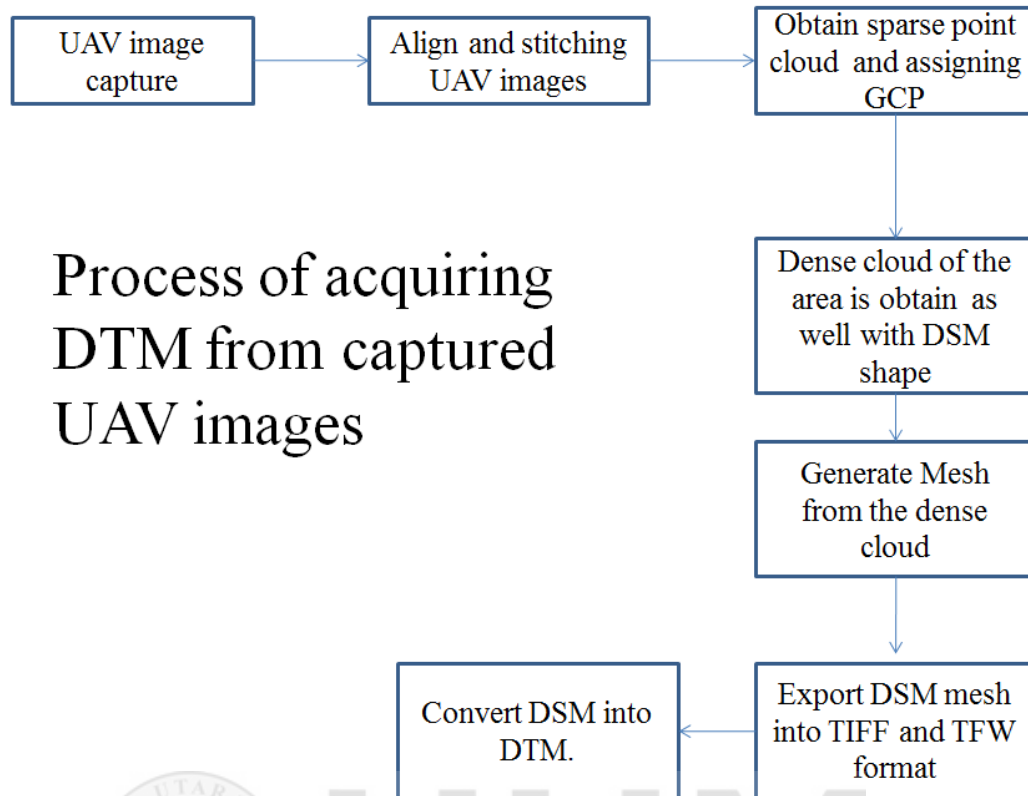 UAV image
capture
Align and stitching
UAV images
Obtain sparse point
cloud and assigning
GCP
Process of acquiring
DTM from captured
UAV images
Dense cloud of the
area is obtain as
well with DSM
shape
Generate Mesh
from the dense
cloud
Export DSM mesh
into TIFF and TFW
format
Convert DSM into
DTM.
UTAR